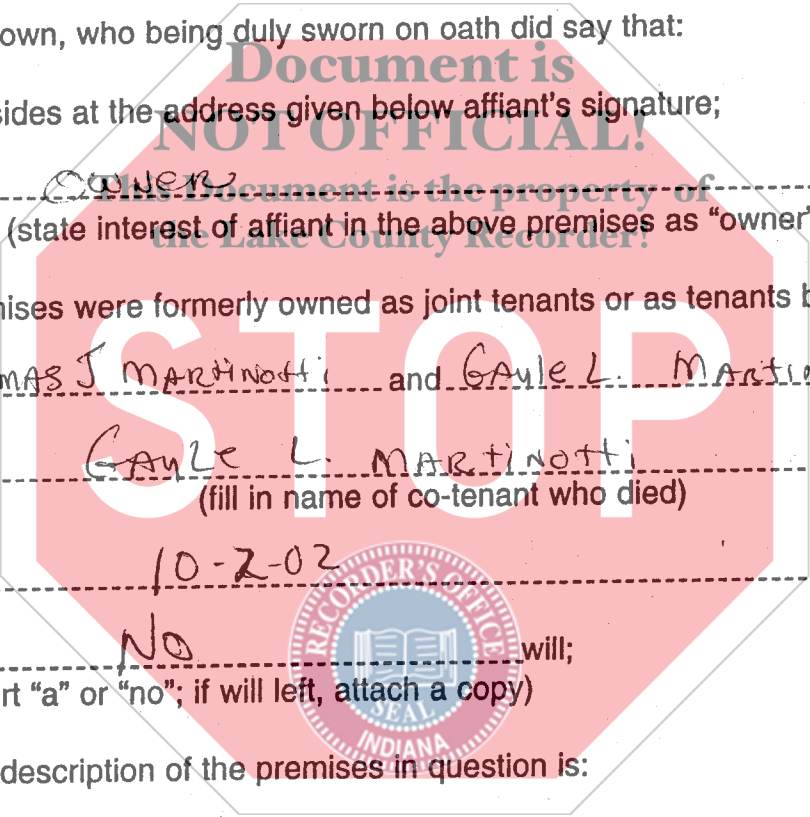 own, who being duly sworn on oath did say that:
Document is
sides at the address given below affiant's signature;
NOT OFFICIAL!
Owner
This Document is the property of
(state interest of affiant in the above premises as "owner"
the Lake County Recorder!
mises were formerly owned as joint tenants or as tenants b
STOP
MAS J MARtiNotti and GAyle L. MARti
GAyLe L. MARtiNotti
(fill in name of co-tenant who died)
10-2-02
RECORDER'S OFFICE
No will;
rt "a" or "no"; if will left, attach a copy)
SEAL
INDIANA
description of the premises in question is: